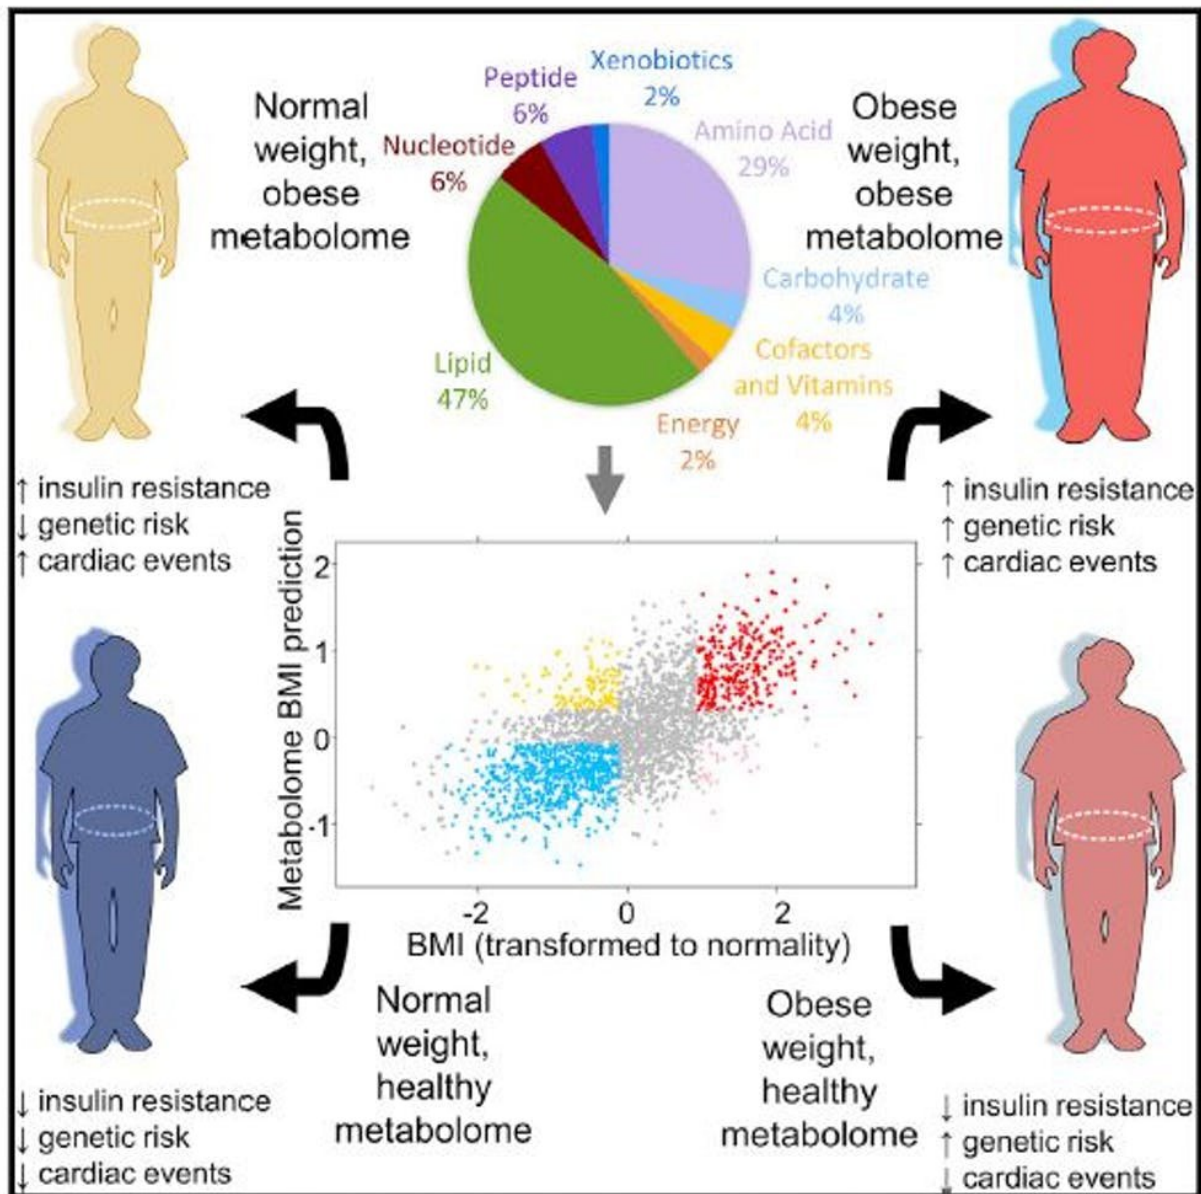 Normal
weight,
obese
metabolome
Peptide
6%
Xenobiotics
2%
Nucleotide
6%
Amino Acid
29%
Carbohydrate
4%
Cofactors
and Vitamins
4%
Energy
2%
Lipid
47%
Obese
weight,
obese
metabolome
↑ insulin resistance
↓ genetic risk
↑ cardiac events
↑ insulin resistance
↑ genetic risk
↑ cardiac events
Metabolome BMI prediction
2
1
0
-1
-2
0
2
BMI (transformed to normality)
Normal
weight,
healthy
metabolome
Obese
weight,
healthy
metabolome
↓ insulin resistance
↓ genetic risk
↓ cardiac events
↓ insulin resistance
↑ genetic risk
↓ cardiac events